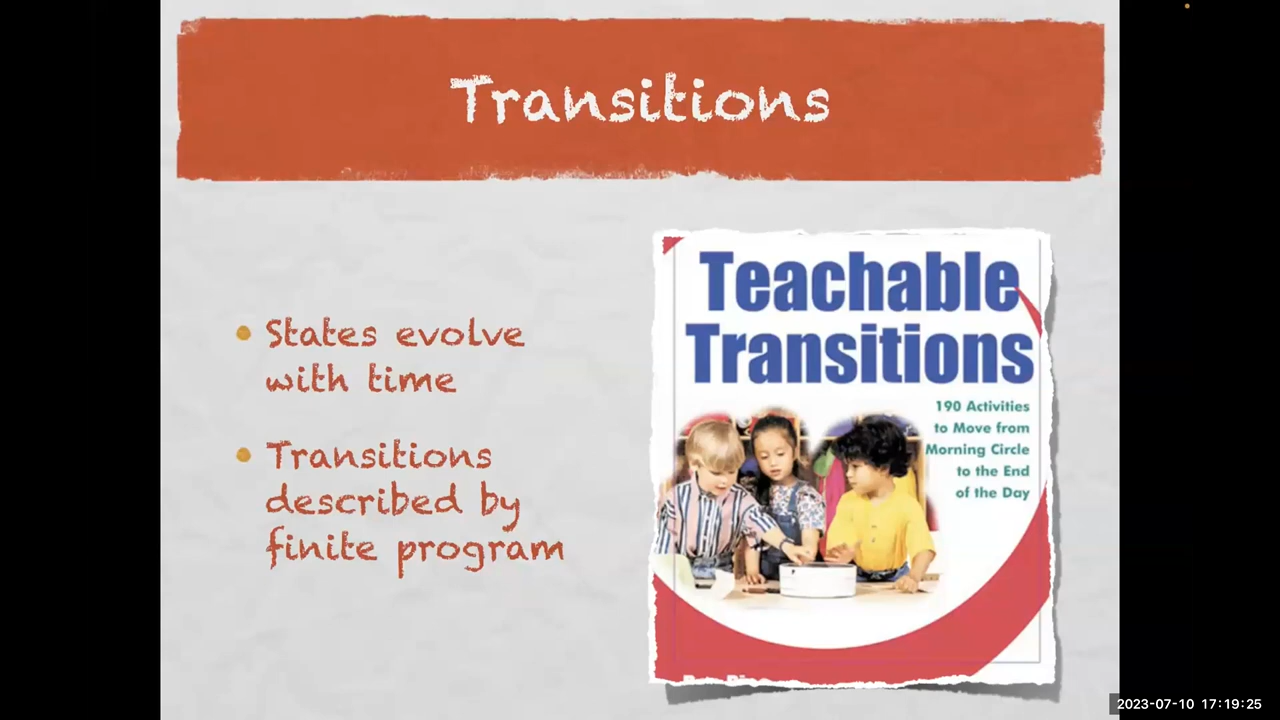 Transitions
States evolve
with time
Transitions
described by
finite program
Teachable
Transitions
190 Activities
to Move from
Morning Circle
to the End
of the Day
2023-07-10 17:19:25